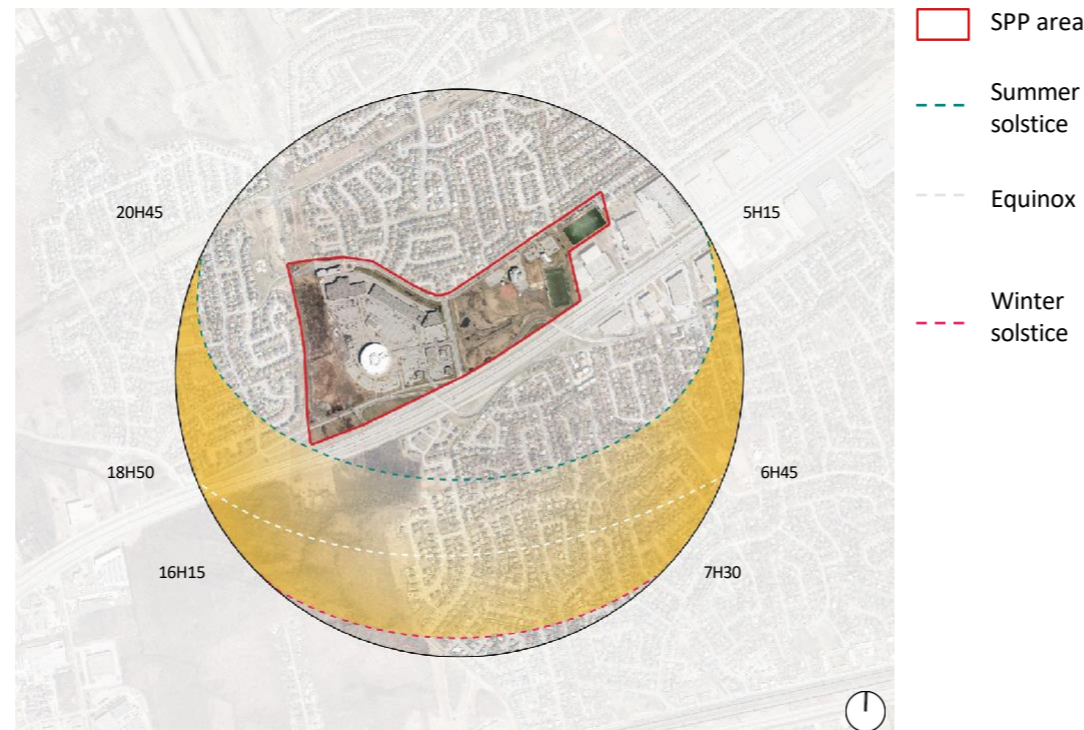 SPP area
Summer
solstice
Equinox
Winter
solstice
20H45
5H15
18H50
6H45
16H15
7H30